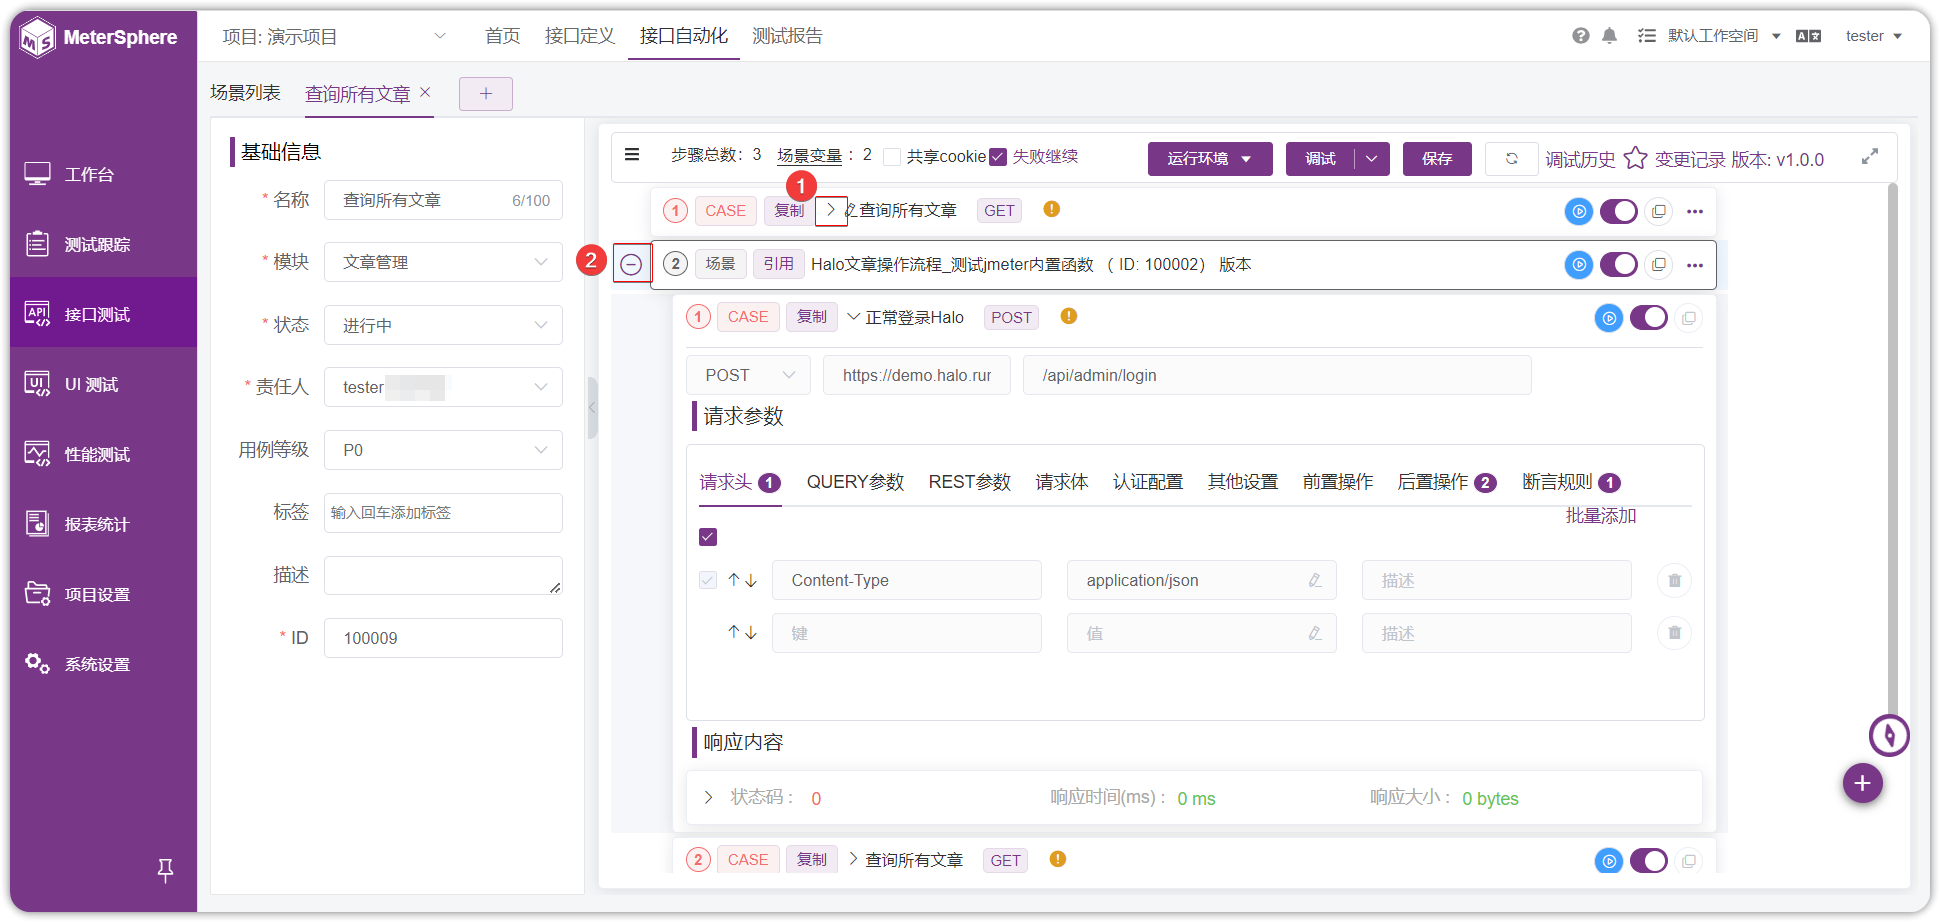 MeterSphere
项目: 演示项目
首页
接口定义
接口自动化
测试报告
默认工作空间
tester
场景列表
查询所有文章
工作台
测试跟踪
API
接口测试
UI
UI 测试
性能测试
报表统计
项目设置
系统设置
基础信息
* 名称
查询所有文章
6/100
* 模块
文章管理
* 状态
进行中
* 责任人
tester
用例等级
P0
标签
输入回车添加标签
描述
* ID
100009
步骤总数: 3
场景变量 : 2
共享cookie
失败继续
运行环境
调试
保存
调试历史
变更记录
版本: v1.0.0
1
1
CASE
复制
查询所有文章
GET
2
2
场景
引用
Halo文章操作流程_测试jmeter内置函数 （ ID: 100002） 版本
1
CASE
复制
正常登录Halo
POST
POST
https://demo.halo.rur
/api/admin/login
请求参数
请求头 1
QUERY参数
REST参数
请求体
认证配置
其他设置
前置操作
后置操作 2
断言规则 1
批量添加
Content-Type
application/json
描述
键
值
描述
响应内容
状态码 : 0
响应时间(ms) : 0 ms
响应大小 : 0 bytes
2
CASE
复制
查询所有文章
GET